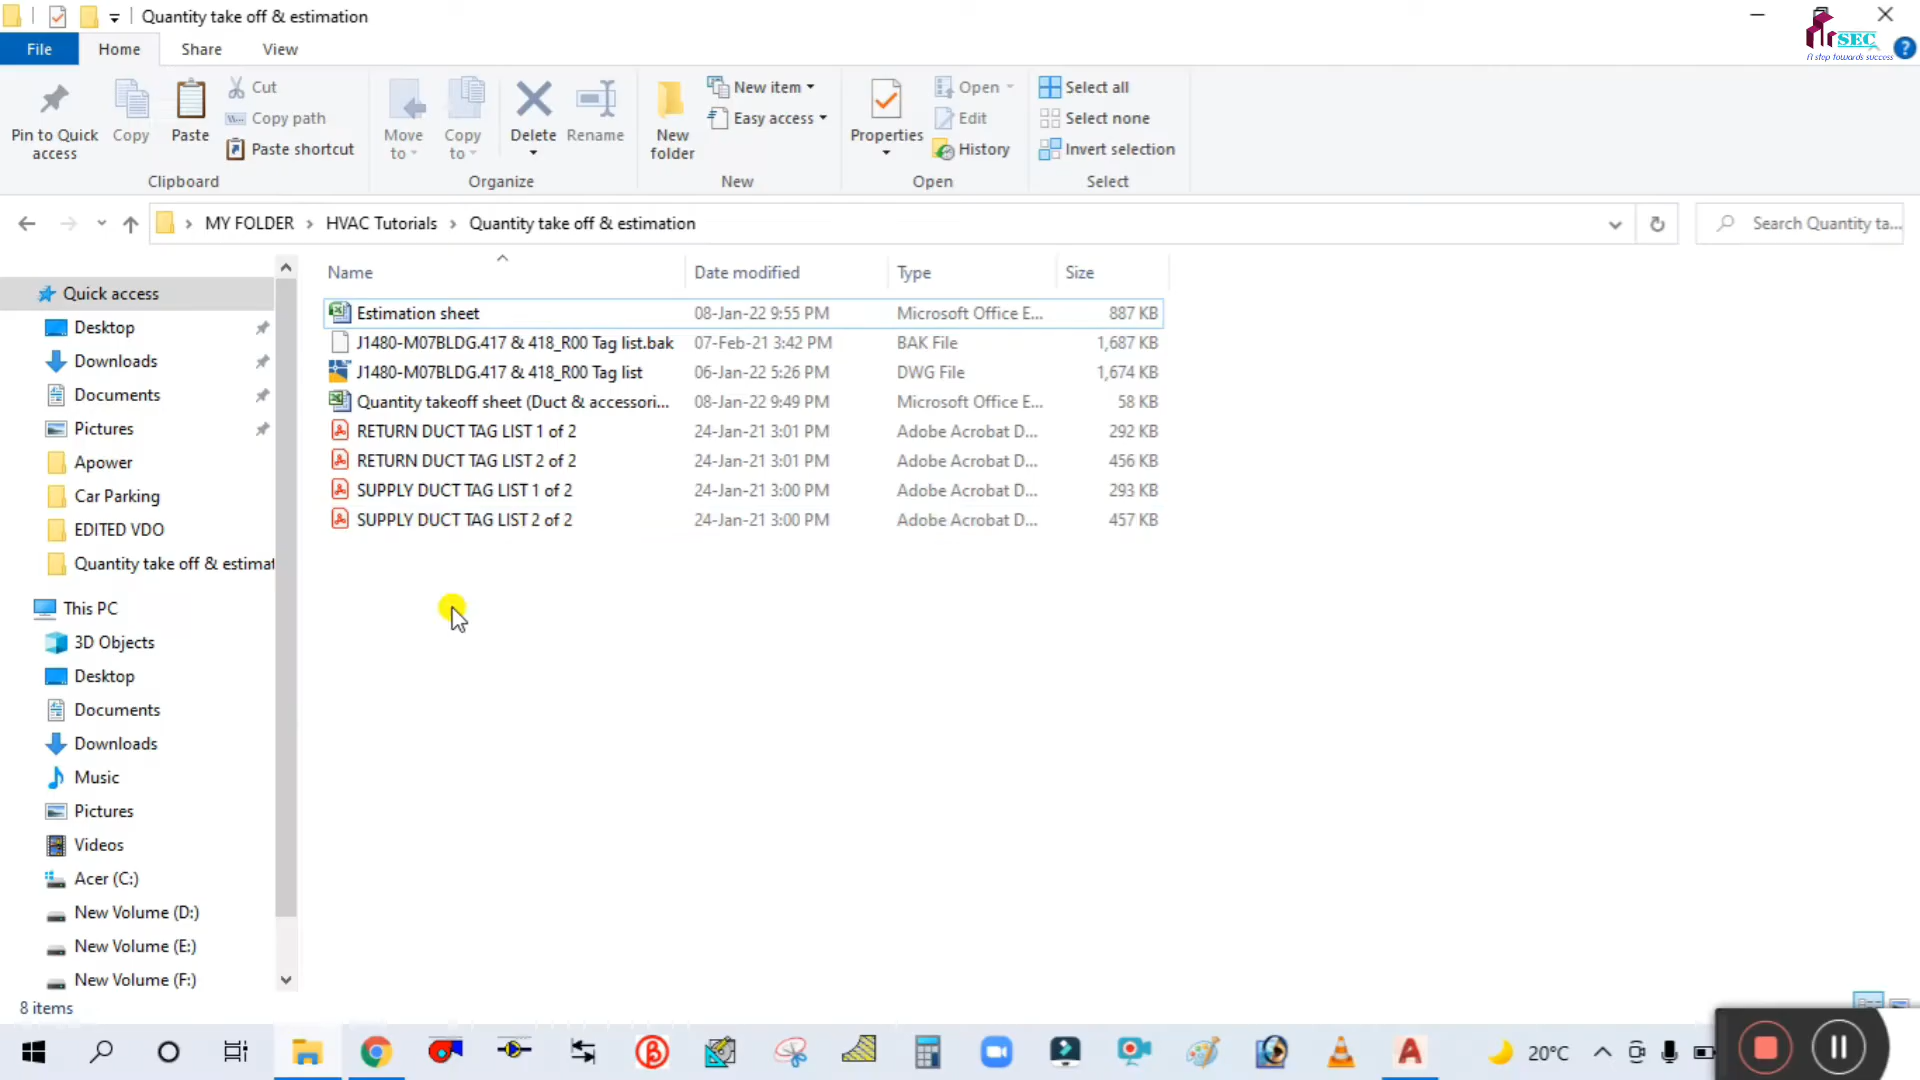 Quantity take off & estimation
File Home Share View
SEC
A step towards success
Pin to Quick access
Copy
Paste
Cut
Copy path
Paste shortcut
Move to
Copy to
Delete
Rename
New folder
New item
Easy access
Properties
Open
Edit
History
Select all
Select none
Invert selection
Clipboard Organize New Open Select
MY FOLDER › HVAC Tutorials › Quantity take off & estimation
Search Quantity ta...
Name Date modified Type Size
Estimation sheet 08-Jan-22 9:55 PM Microsoft Office E... 887 KB
J1480-M07BLDG.417 & 418_R00 Tag list.bak 07-Feb-21 3:42 PM BAK File 1,687 KB
J1480-M07BLDG.417 & 418_R00 Tag list 06-Jan-22 5:26 PM DWG File 1,674 KB
Quantity takeoff sheet (Duct & accessori... 08-Jan-22 9:49 PM Microsoft Office E... 58 KB
RETURN DUCT TAG LIST 1 of 2 24-Jan-21 3:01 PM Adobe Acrobat D... 292 KB
RETURN DUCT TAG LIST 2 of 2 24-Jan-21 3:01 PM Adobe Acrobat D... 456 KB
SUPPLY DUCT TAG LIST 1 of 2 24-Jan-21 3:00 PM Adobe Acrobat D... 293 KB
SUPPLY DUCT TAG LIST 2 of 2 24-Jan-21 3:00 PM Adobe Acrobat D... 457 KB
Quick access
Desktop
Downloads
Documents
Pictures
Apower
Car Parking
EDITED VDO
Quantity take off & estimat
This PC
3D Objects
Desktop
Documents
Downloads
Music
Pictures
Videos
Acer (C:)
New Volume (D:)
New Volume (E:)
New Volume (F:)
8 items
20°C